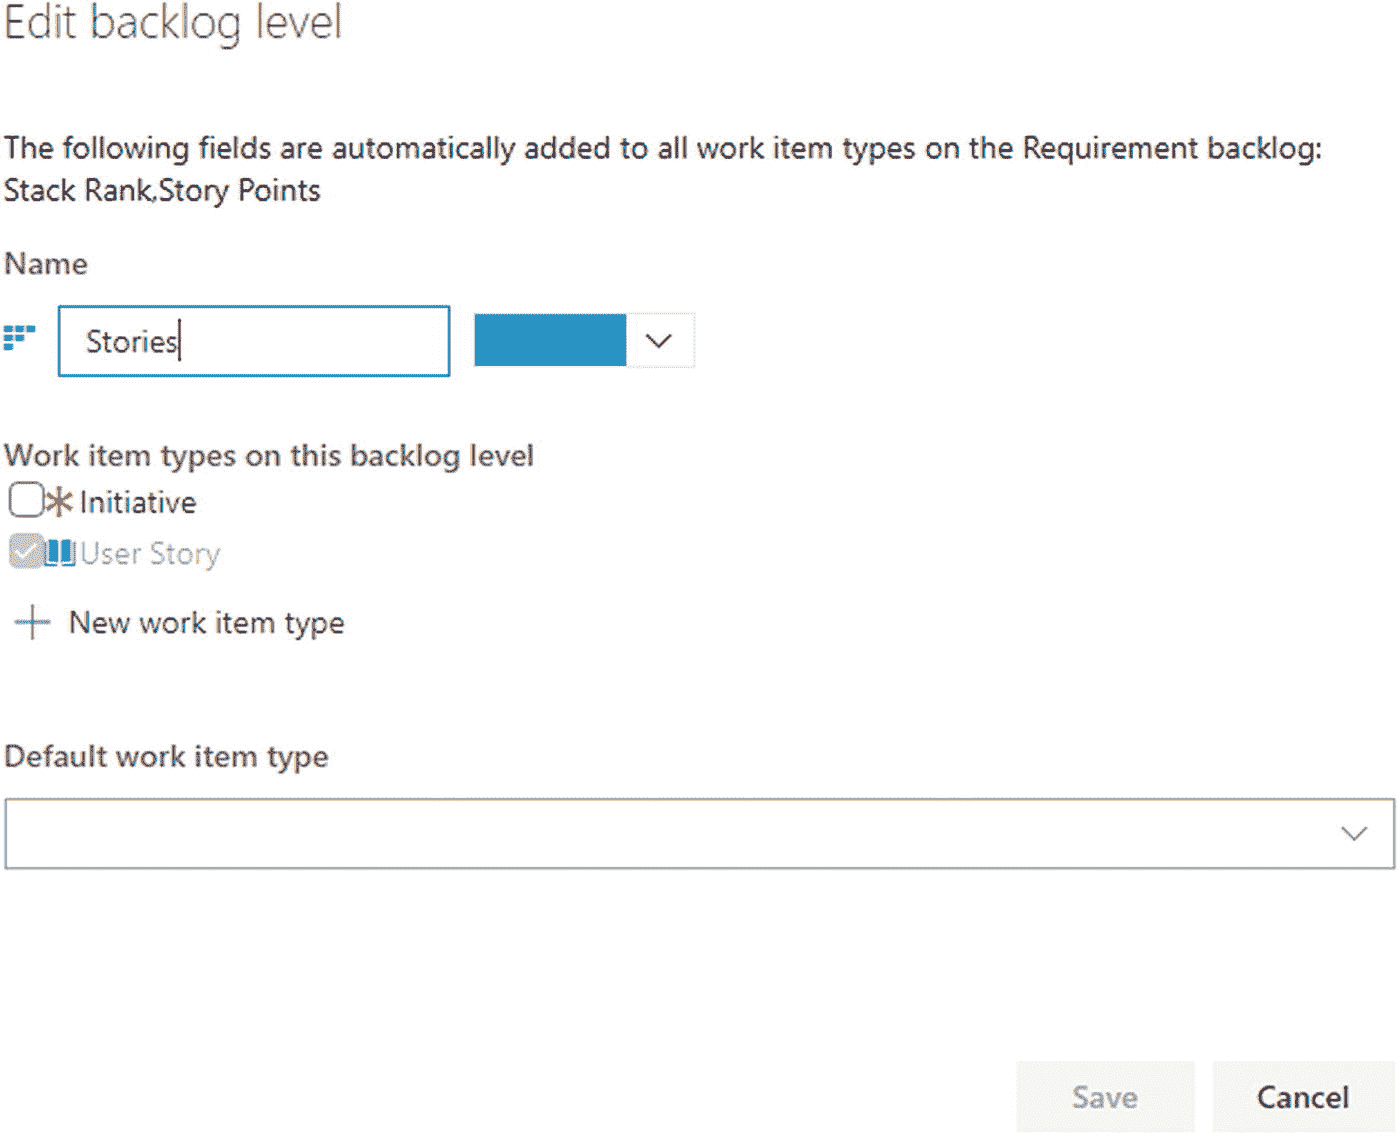 Edit backlog level
The following fields are automatically added to all work item types on the Requirement backlog:
Stack Rank,Story Points
Name
Stories
Work item types on this backlog level
Initiative
User Story
New work item type
Default work item type
Save Cancel